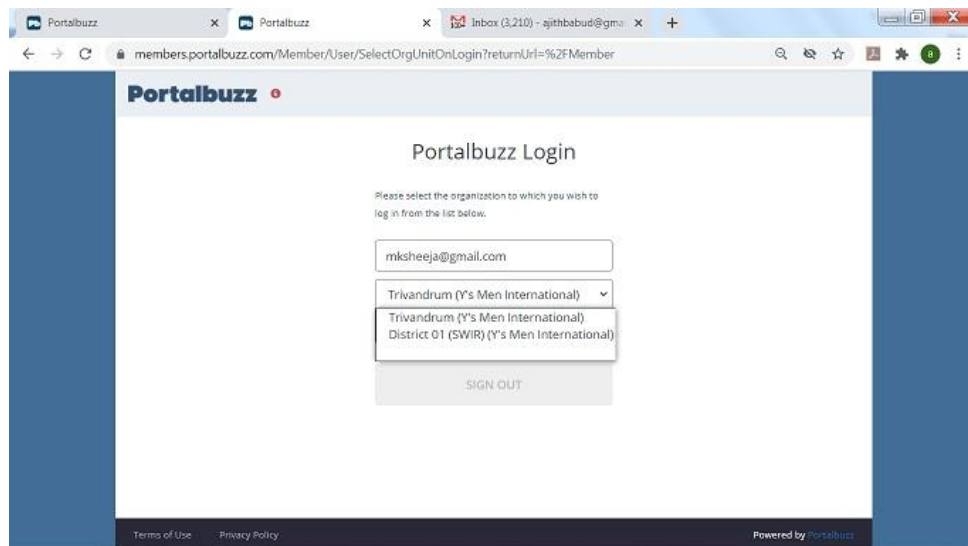 Portalbuzz
Portalbuzz
Inbox (3,210) - ajithbabud@gma
members.portalbuzz.com/Member/User/SelectOrgUnitOnLogin?returnUrl=%2FMember
a
Portalbuzz
Portalbuzz Login
Please select the organization to which you wish to
log in from the list below.
mksheeja@gmail.com
Trivandrum (Y's Men International)
Trivandrum (Y's Men International)
District 01 (SWIR) (Y's Men International)
SIGN OUT
Terms of Use Privacy Policy Powered by Portalbuzz